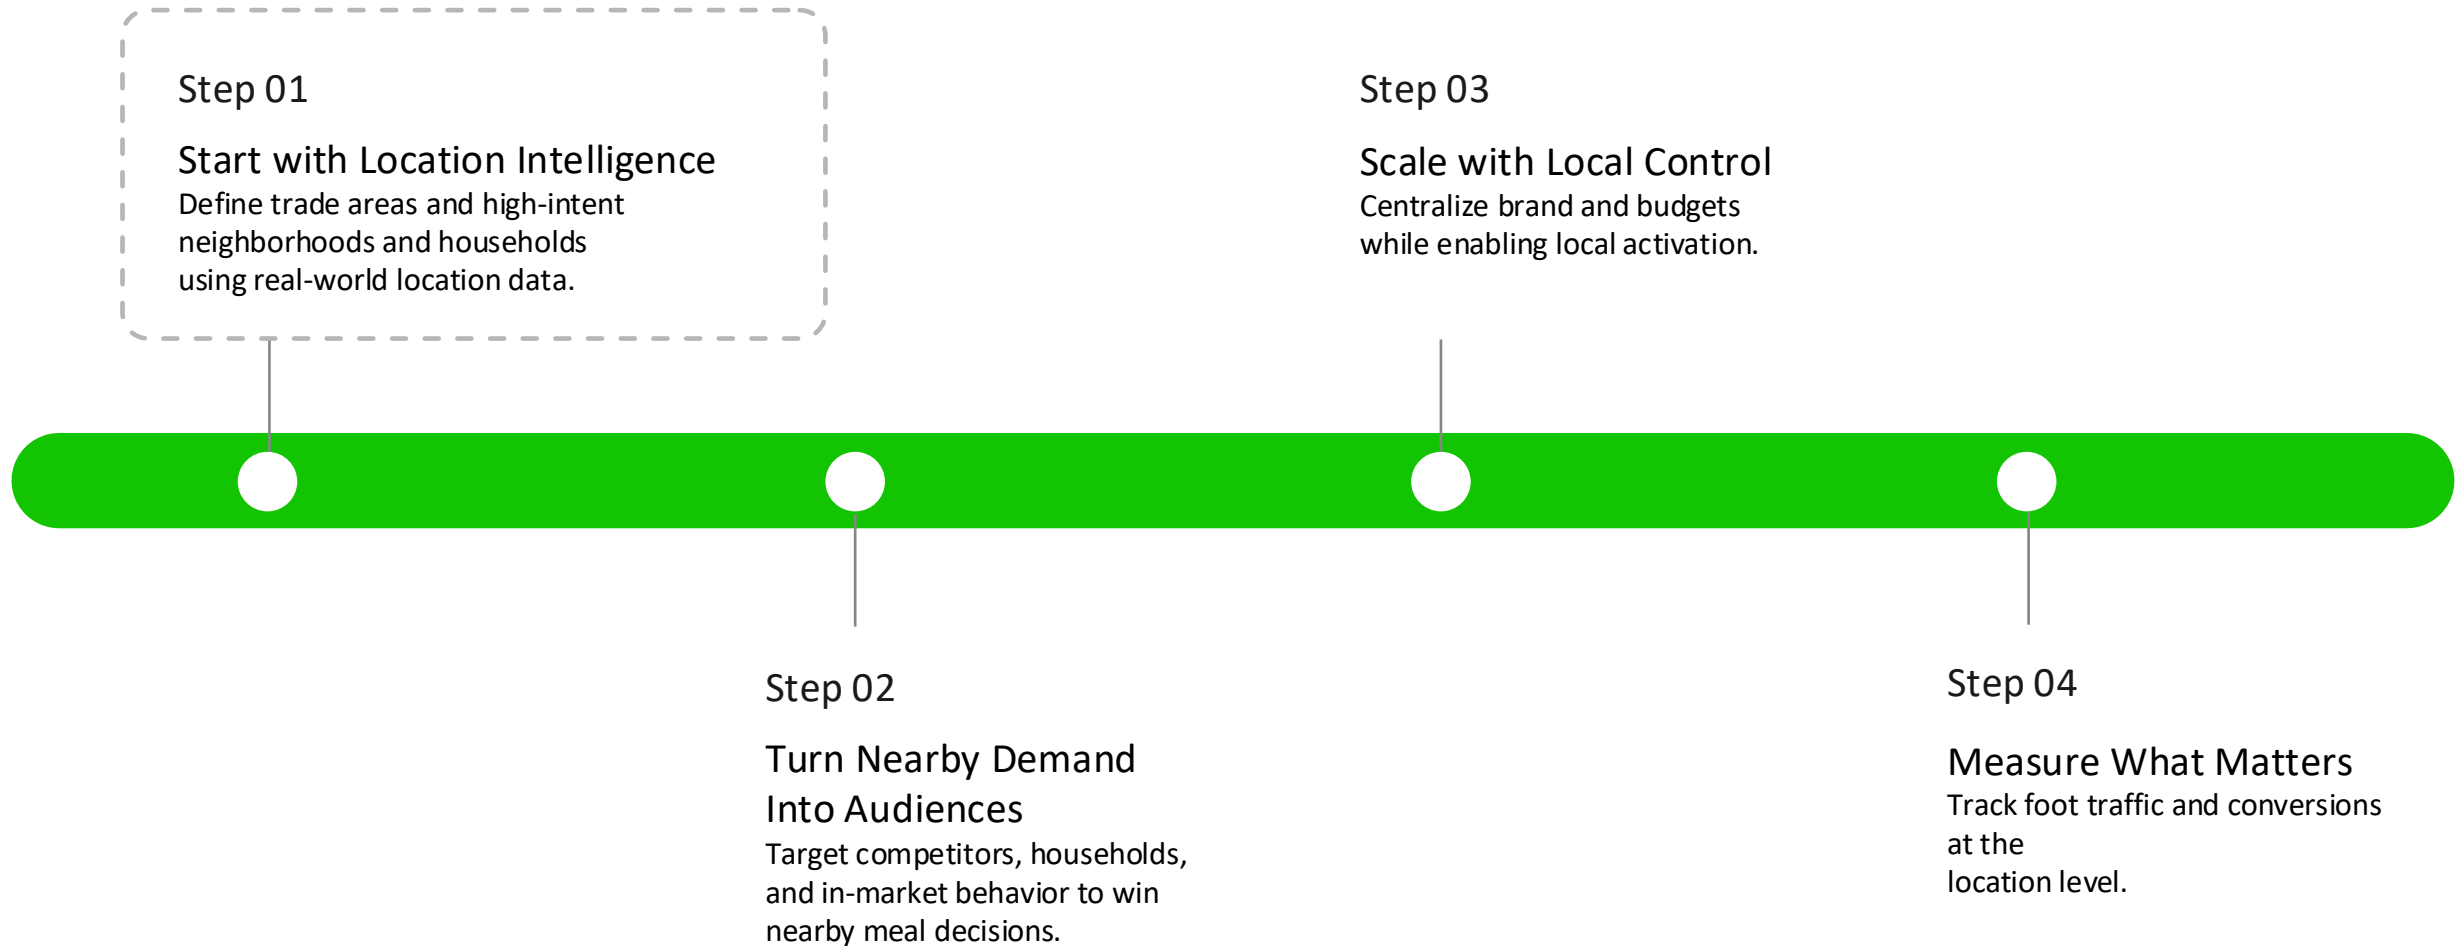 Step 01
Start with Location Intelligence
Define trade areas and high-intent
neighborhoods and households
using real-world location data.
Step 02
Turn Nearby Demand
Into Audiences
Target competitors, households,
and in-market behavior to win
nearby meal decisions.
Step 03
Scale with Local Control
Centralize brand and budgets
while enabling local activation.
Step 04
Measure What Matters
Track foot traffic and conversions
at the
location level.